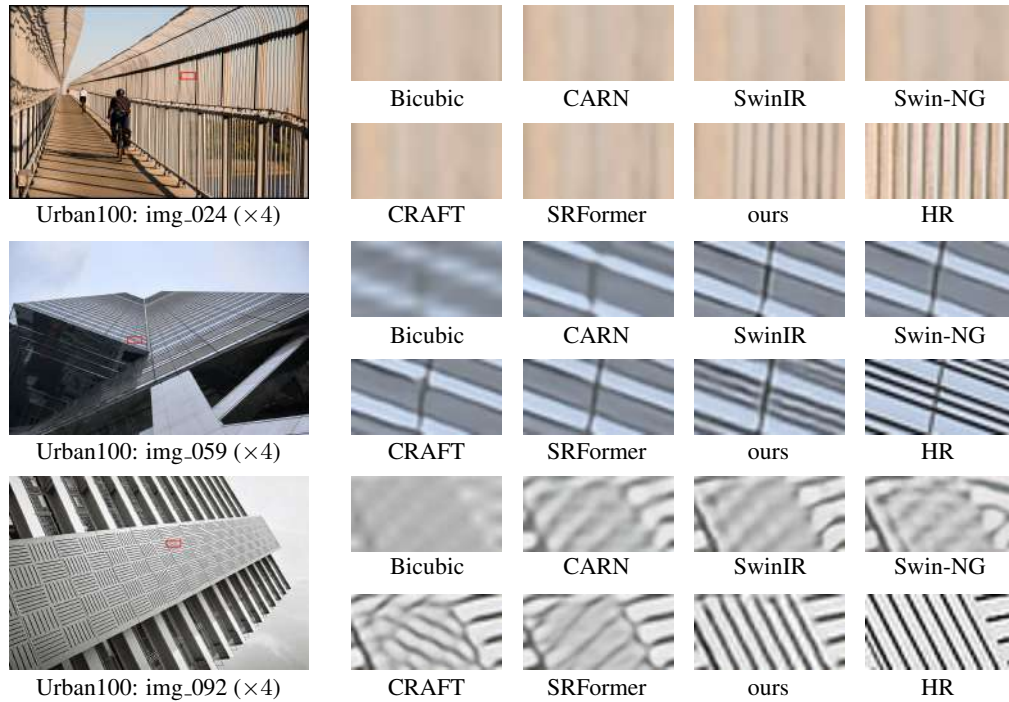 Bicubic CARN SwinIR Swin-NG
CRAFT SRFormer ours HR
Urban100: img_024 (×4)
Bicubic CARN SwinIR Swin-NG
CRAFT SRFormer ours HR
Urban100: img_059 (×4)
Bicubic CARN SwinIR Swin-NG
CRAFT SRFormer ours HR
Urban100: img_092 (×4)